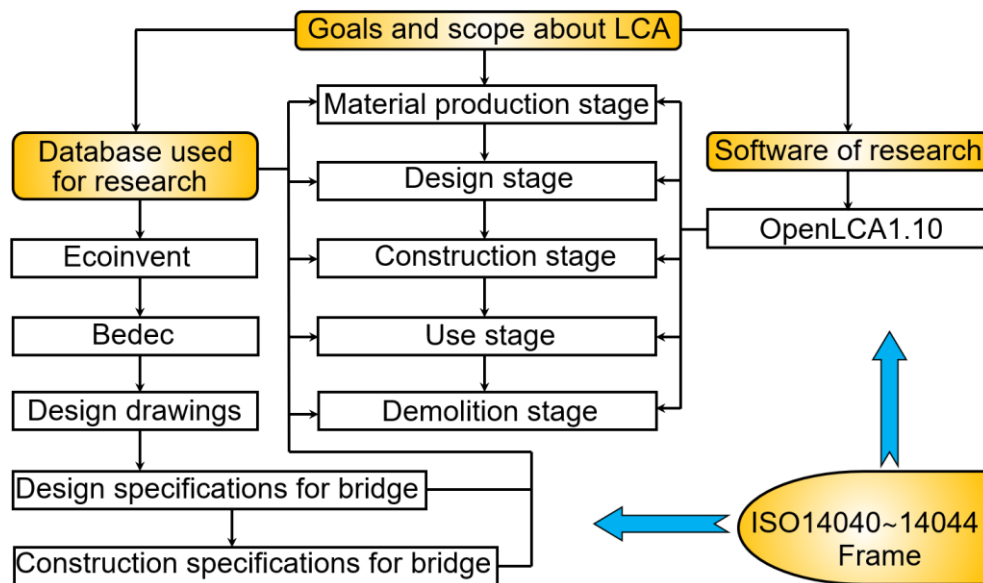 Goals and scope about LCA
Material production stage
Database used
for research
Software of research
Design stage
OpenLCA1.10
Ecoinvent
Construction stage
Bedec
Use stage
Design drawings
Demolition stage
Design specifications for bridge
Construction specifications for bridge
ISO14040~14044
Frame